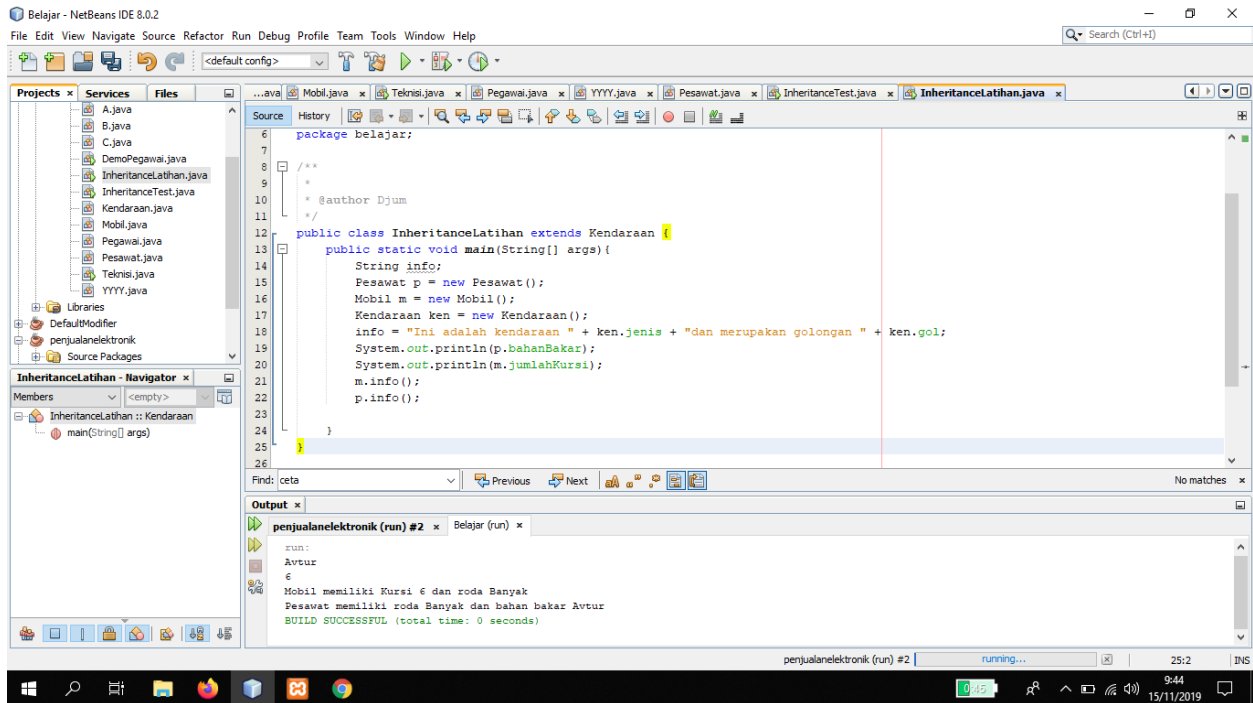 Belajar - NetBeans IDE 8.0.2
File Edit View Navigate Source Refactor Run Debug Profile Team Tools Window Help
Search (Ctrl+I)
<default config>
Projects Services Files
A.java
B.java
C.java
DemoPegawai.java
InheritanceLatihan.java
InheritanceTest.java
Kendaraan.java
Mobil.java
Pegawai.java
Pesawat.java
Teknisi.java
YYYY.java
Libraries
DefaultModifier
penjualanelektronik
Source Packages
InheritanceLatihan - Navigator
Members <empty>
InheritanceLatihan :: Kendaraan
main(String[] args)
...ava Mobil.java Teknisi.java Pegawai.java YYYY.java Pesawat.java InheritanceTest.java InheritanceLatihan.java
Source History
6 package belajar;
7
8 /**
9 *
10 * @author Djum
11 */
12 public class InheritanceLatihan extends Kendaraan {
13 public static void main(String[] args){
14 String info;
15 Pesawat p = new Pesawat();
16 Mobil m = new Mobil();
17 Kendaraan ken = new Kendaraan();
18 info = "Ini adalah kendaraan " + ken.jenis + "dan merupakan golongan " + ken.gol;
19 System.out.println(p.bahanBakar);
20 System.out.println(m.jumlahKursi);
21 m.info();
22 p.info();
23
24 }
25 }
26
Find: ceta Previous Next No matches
Output
penjualanelektronik (run) #2 Belajar (run)
run:
Avtur
6
Mobil memiliki Kursi 6 dan roda Banyak
Pesawat memiliki roda Banyak dan bahan bakar Avtur
BUILD SUCCESSFUL (total time: 0 seconds)
penjualanelektronik (run) #2 running... 25:2 INS
0:45
9:44
15/11/2019